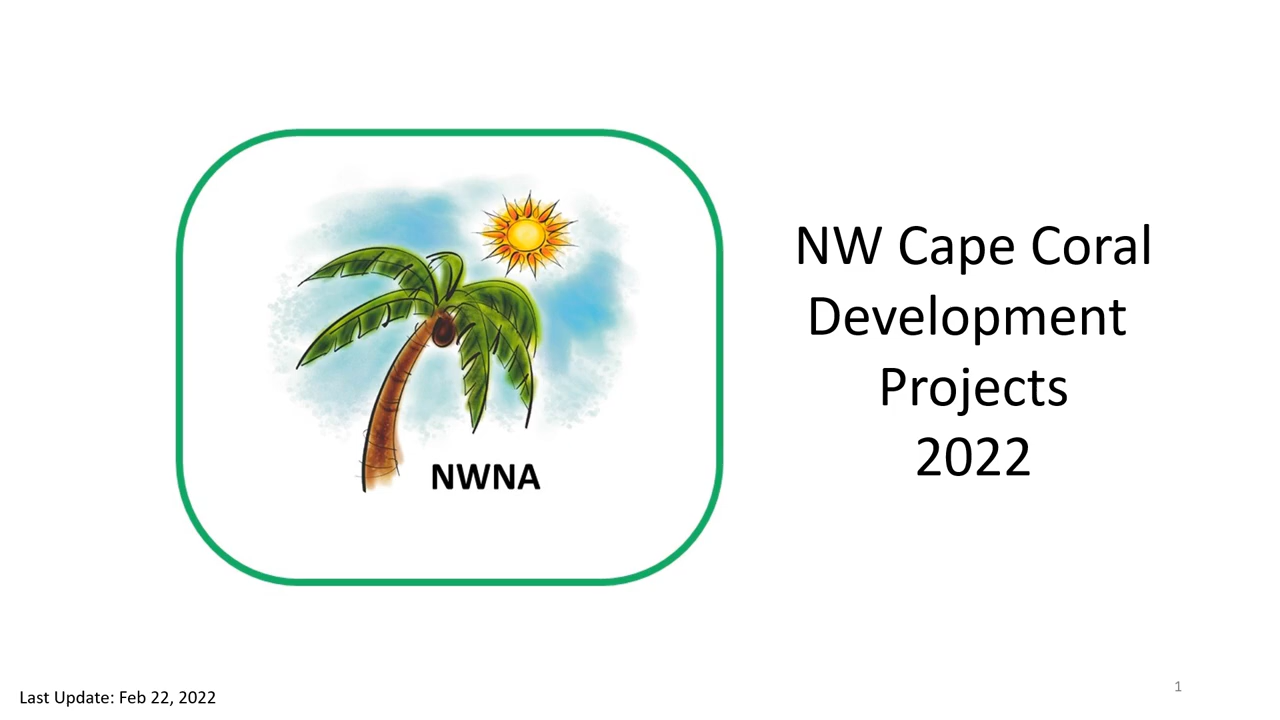 NW Cape Coral
Development
Projects
2022
NWNA
Last Update: Feb 22, 2022
1